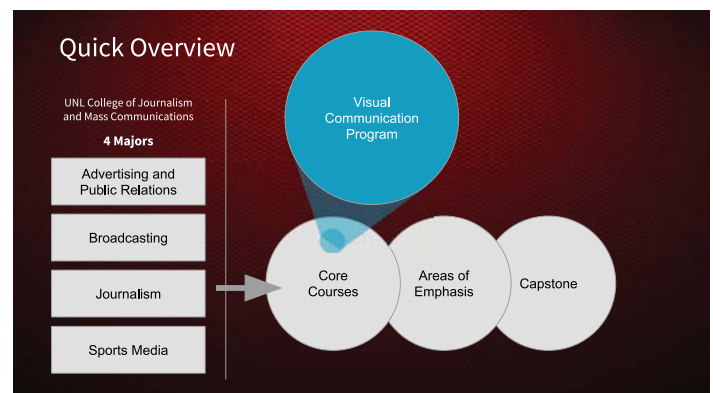 Quick Overview
UNL College of Journalism
and Mass Communications
4 Majors
Advertising and
Public Relations
Broadcasting
Journalism
Sports Media
Visual
Communication
Program
Core
Courses
Areas of
Emphasis
Capstone